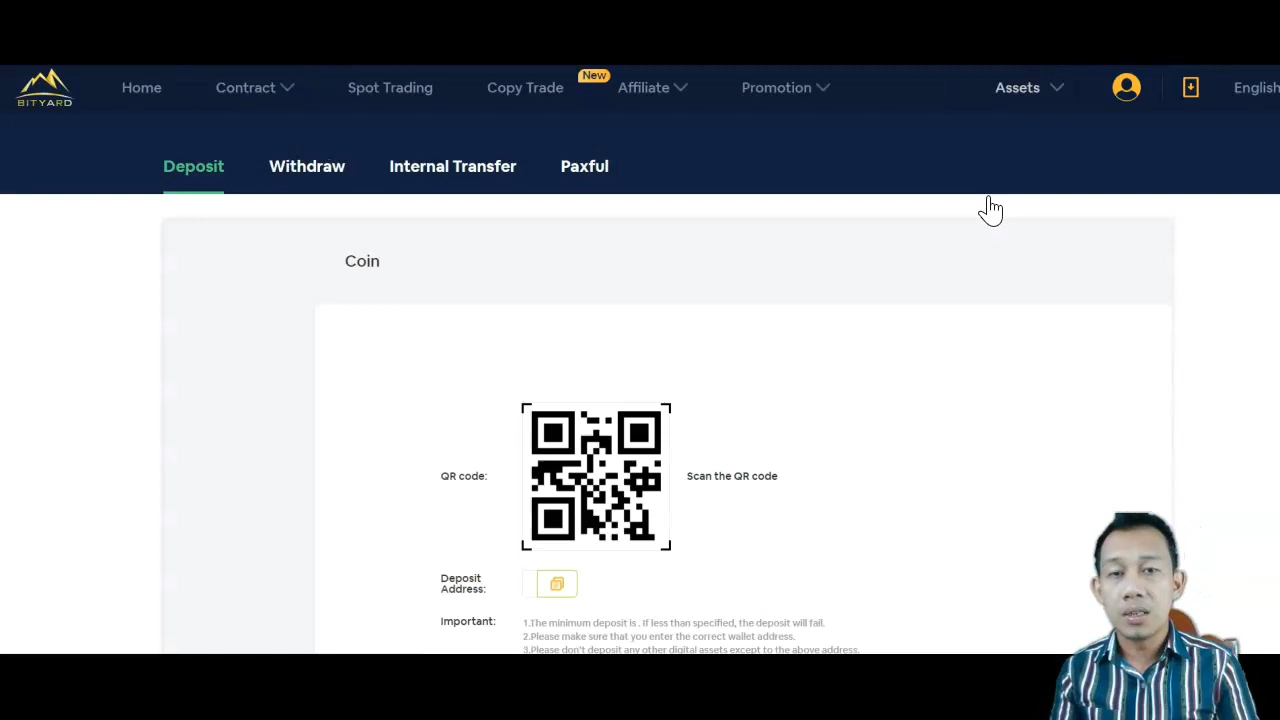 BITYARD
Home
Contract
Spot Trading
Copy Trade
New
Affiliate
Promotion
Assets
English
Deposit
Withdraw
Internal Transfer
Paxful
Coin
QR code:
Scan the QR code
Deposit
Address:
Important:
1.The minimum deposit is . If less than specified, the deposit will fail.
2.Please make sure that you enter the correct wallet address.
3.Please don't deposit any other digital assets except to the above address.